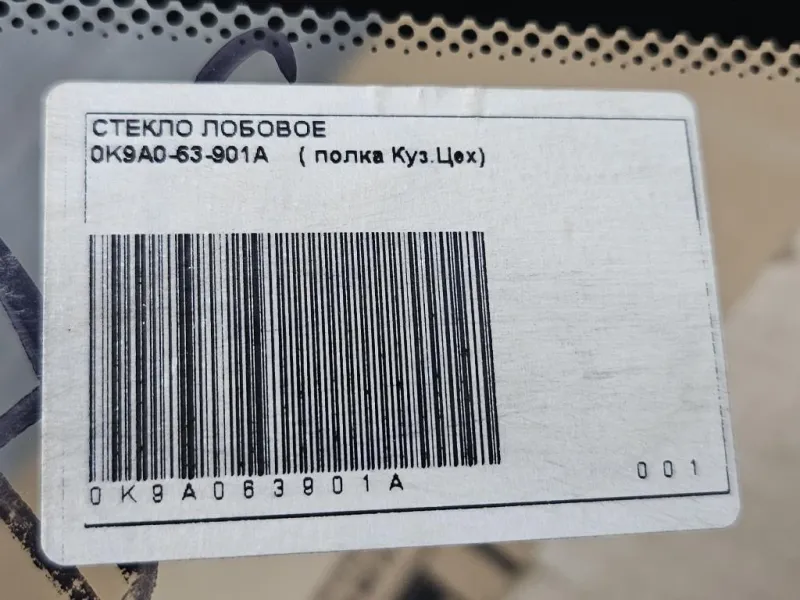 СТЕКЛО ЛОБОВОЕ
0K9A0-63-901A ( полка Куз.Цех)
0K9A063901A
001